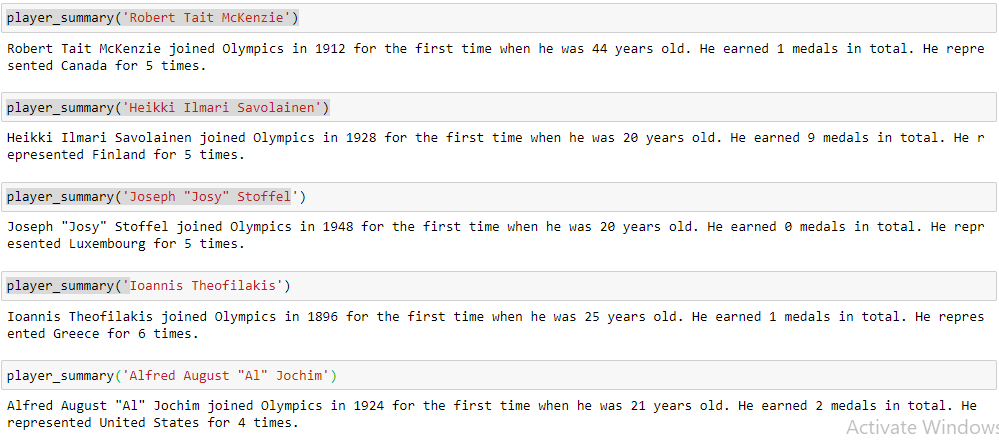 player_summary('Robert Tait McKenzie')
Robert Tait McKenzie joined Olympics in 1912 for the first time when he was 44 years old. He earned 1 medals in total. He repre
sented Canada for 5 times.
player_summary('Heikki Ilmari Savolainen')
Heikki Ilmari Savolainen joined Olympics in 1928 for the first time when he was 20 years old. He earned 9 medals in total. He r
epresented Finland for 5 times.
player_summary('Joseph "Josy" Stoffel')
Joseph "Josy" Stoffel joined Olympics in 1948 for the first time when he was 20 years old. He earned 0 medals in total. He repr
esented Luxembourg for 5 times.
player_summary('Ioannis Theofilakis')
Ioannis Theofilakis joined Olympics in 1896 for the first time when he was 25 years old. He earned 1 medals in total. He repres
ented Greece for 6 times.
player_summary('Alfred August "Al" Jochim')
Alfred August "Al" Jochim joined Olympics in 1924 for the first time when he was 21 years old. He earned 2 medals in total. He
represented United States for 4 times.
Activate Windows